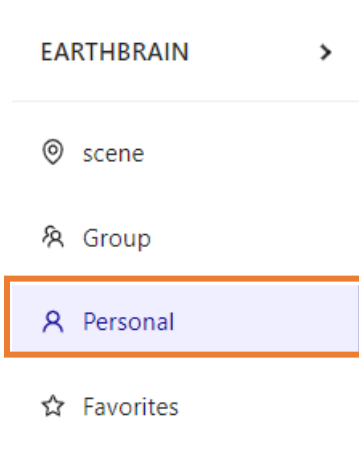 EARTHBRAIN
scene
Group
Personal
Favorites